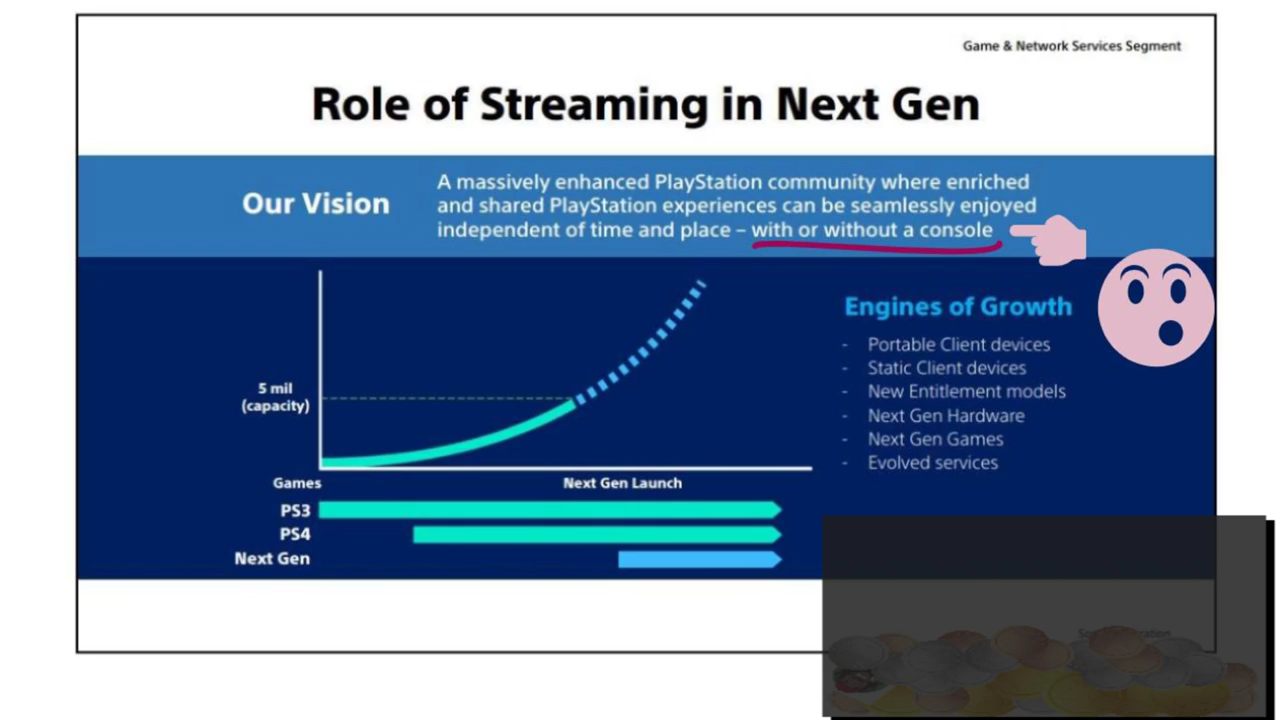 Game & Network Services Segment
Role of Streaming in Next Gen
Our Vision
A massively enhanced PlayStation community where enriched
and shared PlayStation experiences can be seamlessly enjoyed
independent of time and place – with or without a console
5 mil
(capacity)
Games
Next Gen Launch
PS3
PS4
Next Gen
Engines of Growth
- Portable Client devices
- Static Client devices
- New Entitlement models
- Next Gen Hardware
- Next Gen Games
- Evolved services